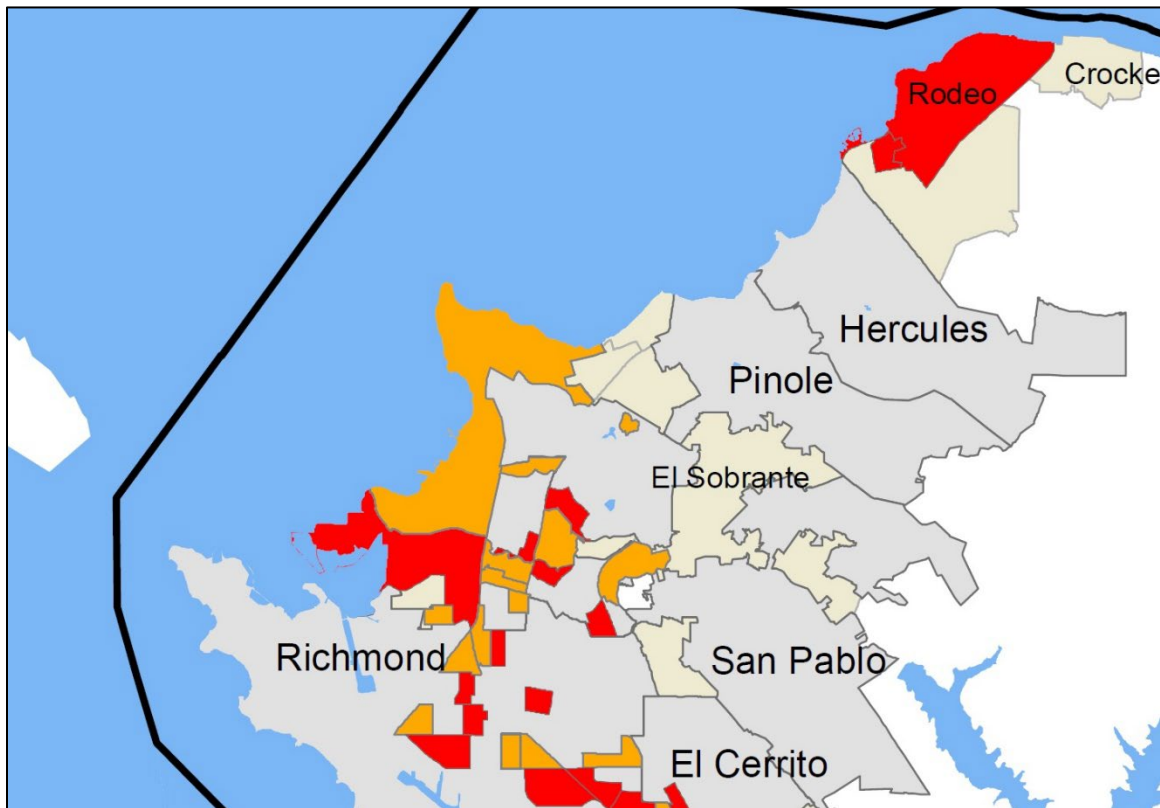 Crocke
Rodeo
Hercules
Pinole
El Sobrante
Richmond
San Pablo
El Cerrito